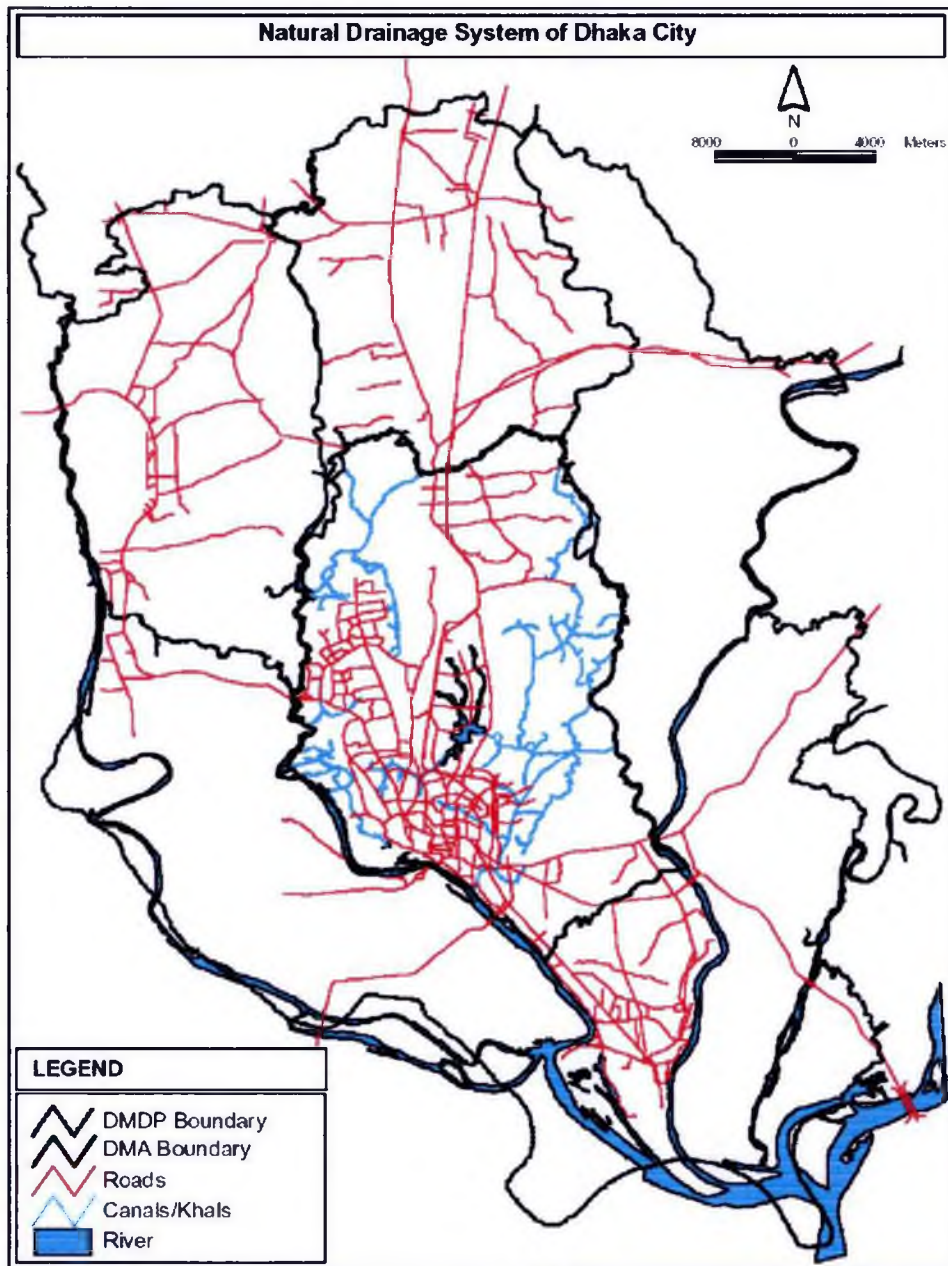 Natural Drainage System of Dhaka City
N
8000 0 4000 Meters
LEGEND
DMDP Boundary
DMA Boundary
Roads
Canals/Khals
River